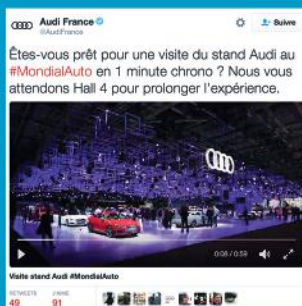 Audi France
@AudiFrance
Suivre
Êtes-vous prêt pour une visite du stand Audi au
#MondialAuto en 1 minute chrono ? Nous vous
attendons Hall 4 pour prolonger l'expérience.
0:08 / 0:59
Visite stand Audi #MondialAuto
RETWEETS J'AIME
49 91